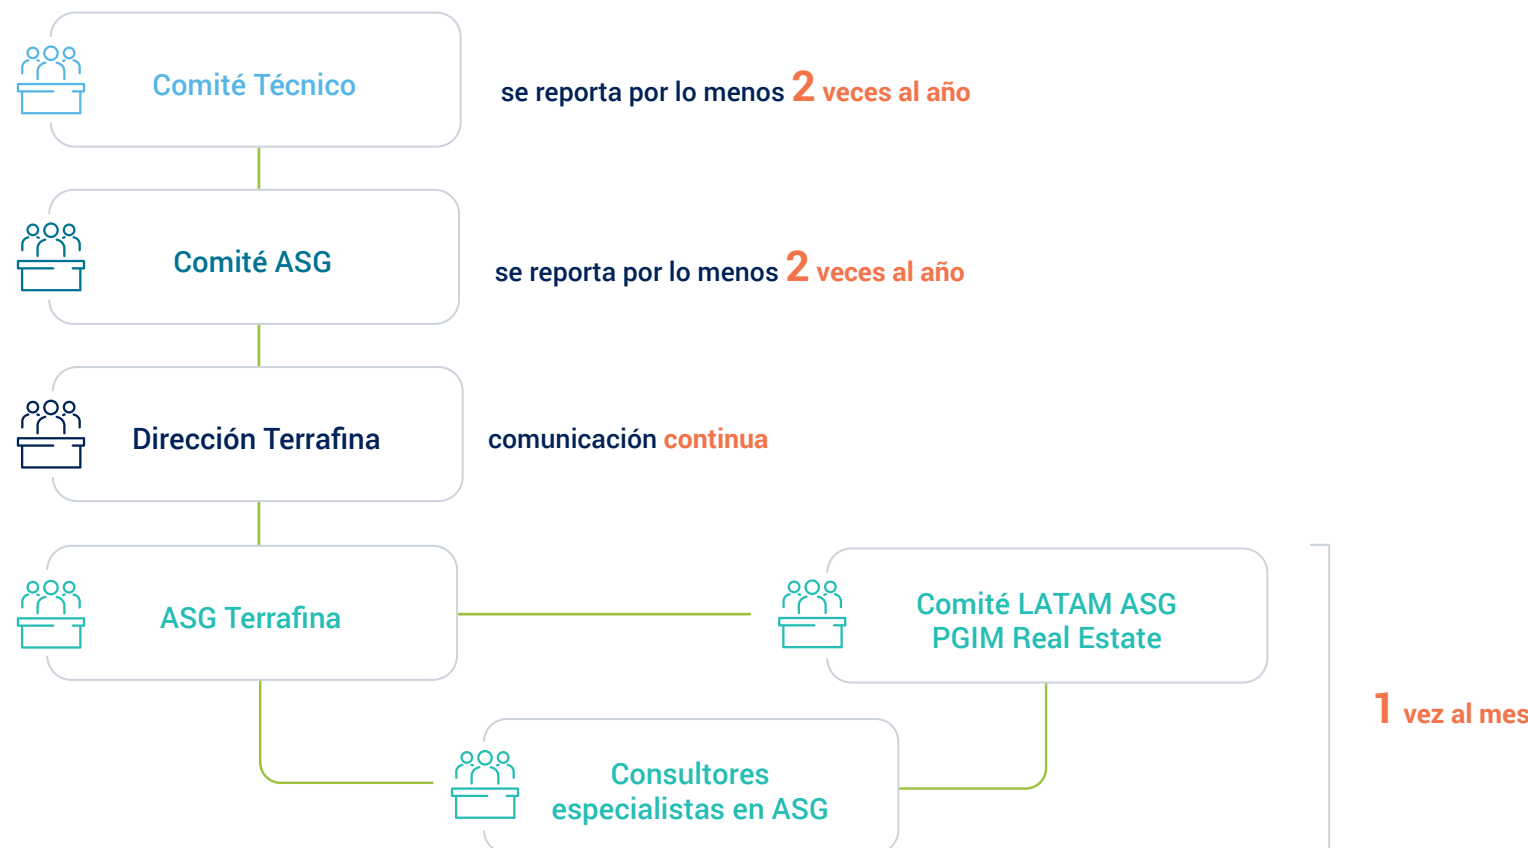 Comité Técnico
se reporta por lo menos 2 veces al año
Comité ASG
se reporta por lo menos 2 veces al año
Dirección Terrafina
comunicación continua
ASG Terrafina
Comité LATAM ASG
PGIM Real Estate
1 vez al mes
Consultores
especialistas en ASG